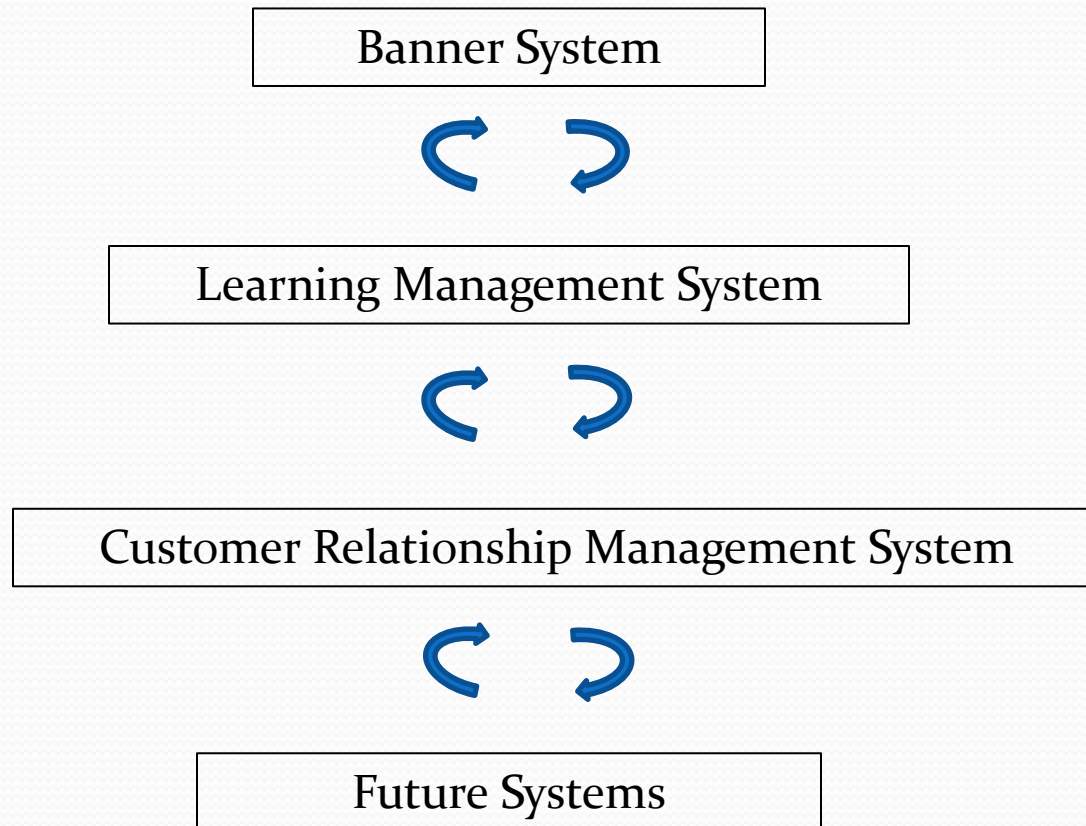 Banner System
Learning Management System
Customer Relationship Management System
Future Systems